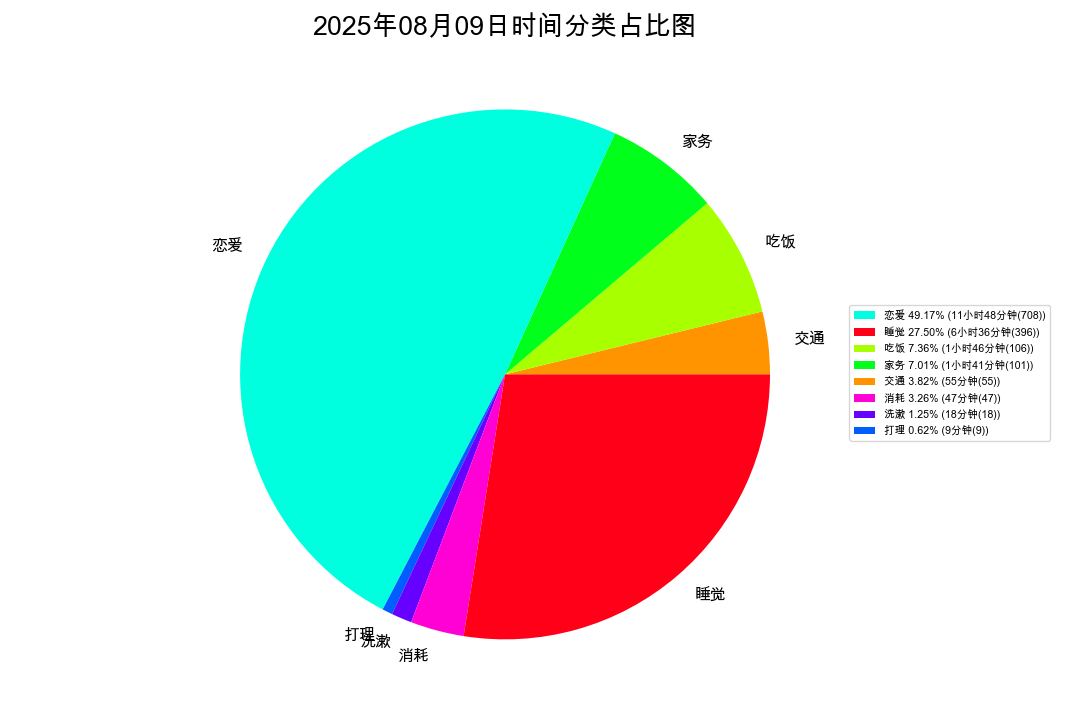 2025年08月09日时间分类占比图
家务
吃饭
恋爱
交通
恋爱 49.17% (11小时48分钟(708))
睡觉 27.50% (6小时36分钟(396))
吃饭 7.36% (1小时46分钟(106))
家务 7.01% (1小时41分钟(101))
交通 3.82% (55分钟(55))
消耗 3.26% (47分钟(47))
洗漱 1.25% (18分钟(18))
打理 0.62% (9分钟(9))
睡觉
打理
洗漱
消耗